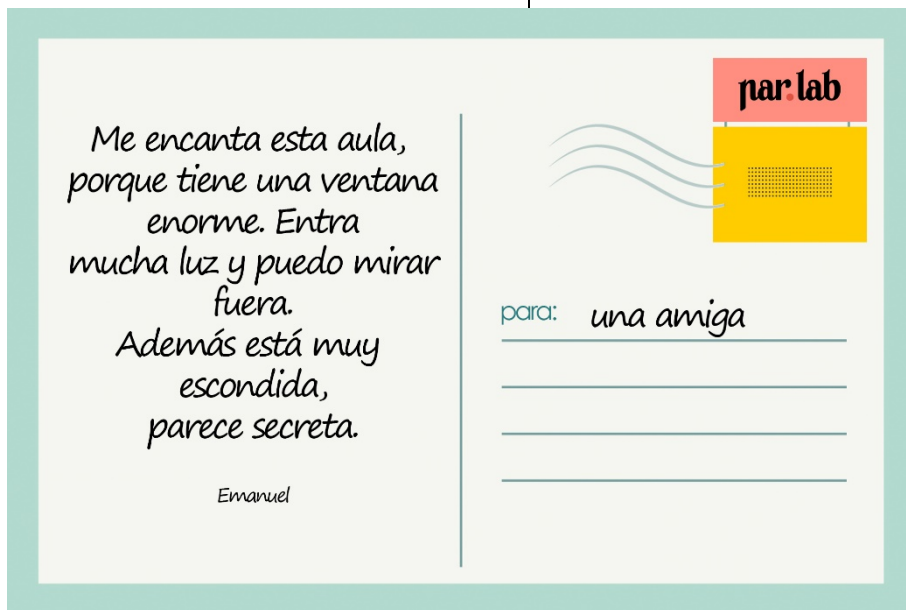 Me encanta esta aula,
porque tiene una ventana
enorme. Entra
mucha luz y puedo mirar
fuera.
Además está muy
escondida,
parece secreta.
Emanuel
par.lab
para: una amiga